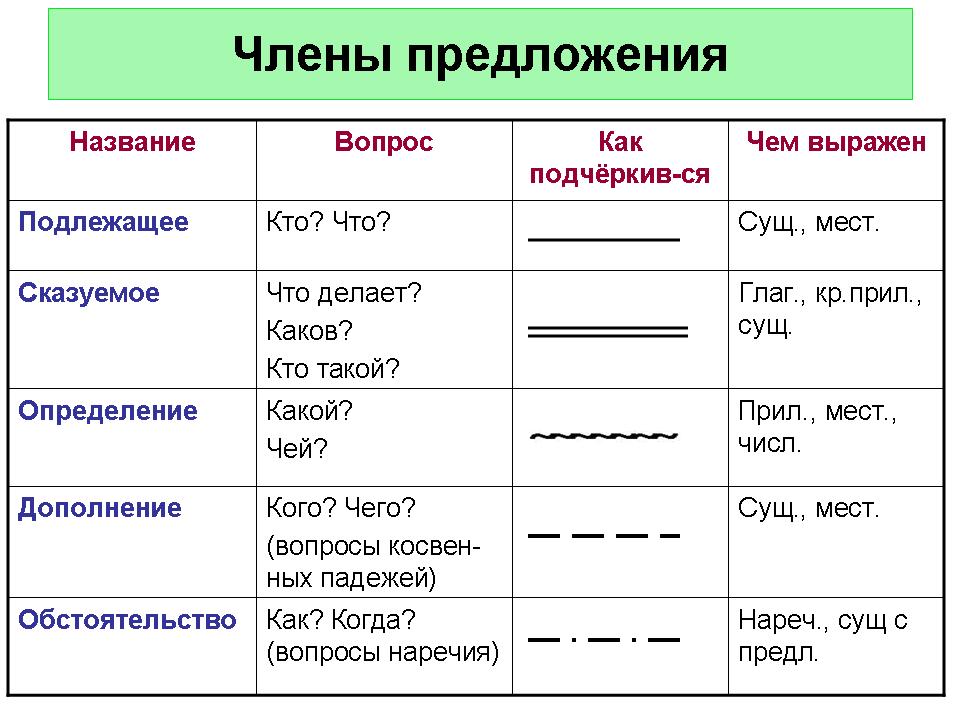 Члены предложения
Название
Вопрос
Как
подчёркив-ся
Чем выражен
Подлежащее
Кто? Что?
Сущ., мест.
Сказуемое
Что делает?
Каков?
Кто такой?
Глаг., кр.прил.,
сущ.
Определение
Какой?
Чей?
Прил., мест.,
числ.
Дополнение
Кого? Чего?
(вопросы косвен-
ных падежей)
Сущ., мест.
Обстоятельство
Как? Когда?
(вопросы наречия)
Нареч., сущ с
предл.